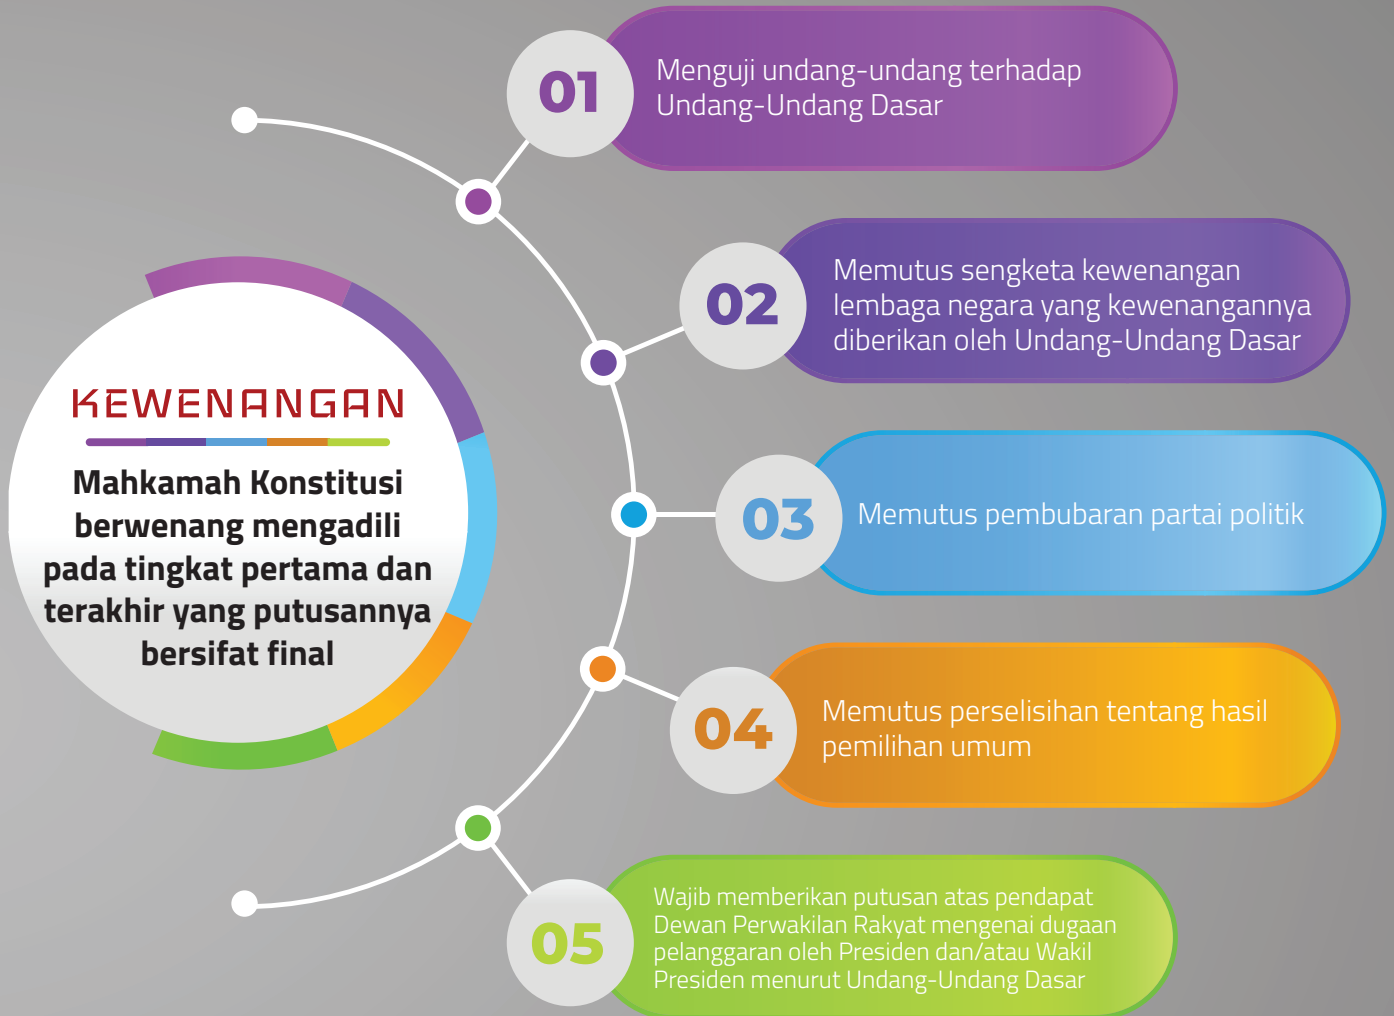 KEWENANGAN
Mahkamah Konstitusi
berwenang mengadili
pada tingkat pertama dan
terakhir yang putusannya
bersifat final
01
Menguji undang-undang terhadap
Undang-Undang Dasar
02
Memutus sengketa kewenangan
lembaga negara yang kewenangannya
diberikan oleh Undang-Undang Dasar
03
Memutus pembubaran partai politik
04
Memutus perselisihan tentang hasil
pemilihan umum
05
Wajib memberikan putusan atas pendapat
Dewan Perwakilan Rakyat mengenai dugaan
pelanggaran oleh Presiden dan/atau Wakil
Presiden menurut Undang-Undang Dasar